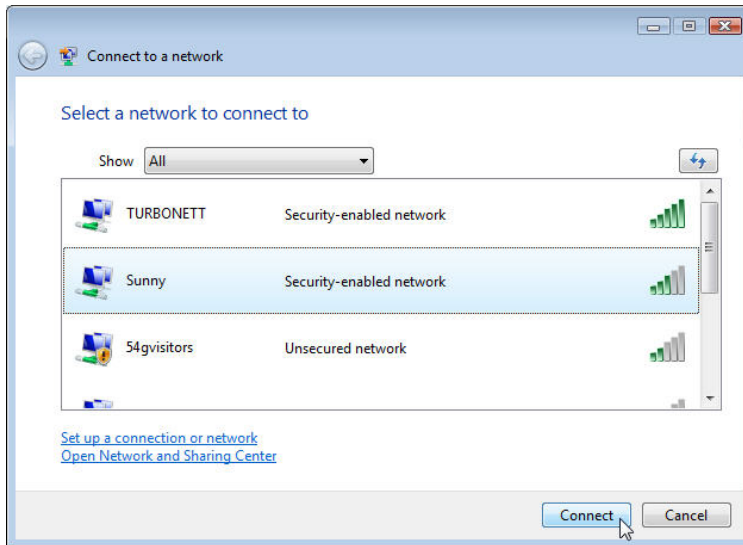 Connect to a network
Select a network to connect to
Show All
TURBONETT Security-enabled network
Sunny Security-enabled network
54gvisitors Unsecured network
Set up a connection or network
Open Network and Sharing Center
Connect Cancel